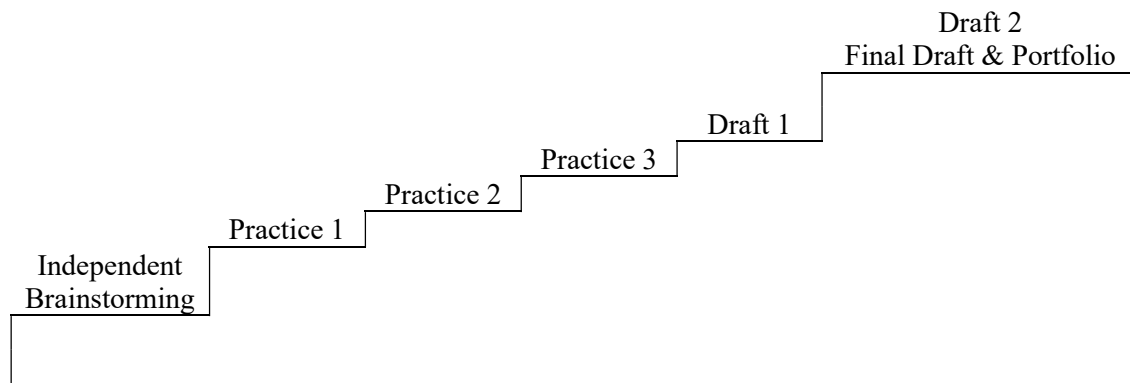 Draft 2
Final Draft & Portfolio
Draft 1
Practice 3
Practice 2
Practice 1
Independent
Brainstorming